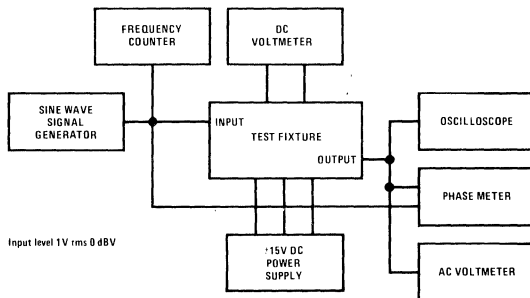 FREQUENCY
COUNTER
DC
VOLTMETER
SINE WAVE
SIGNAL
GENERATOR
INPUT
TEST FIXTURE
OUTPUT
OSCILLOSCOPE
PHASE METER
AC VOLTMETER
±15V DC
POWER
SUPPLY
Input level 1V rms 0 dBV